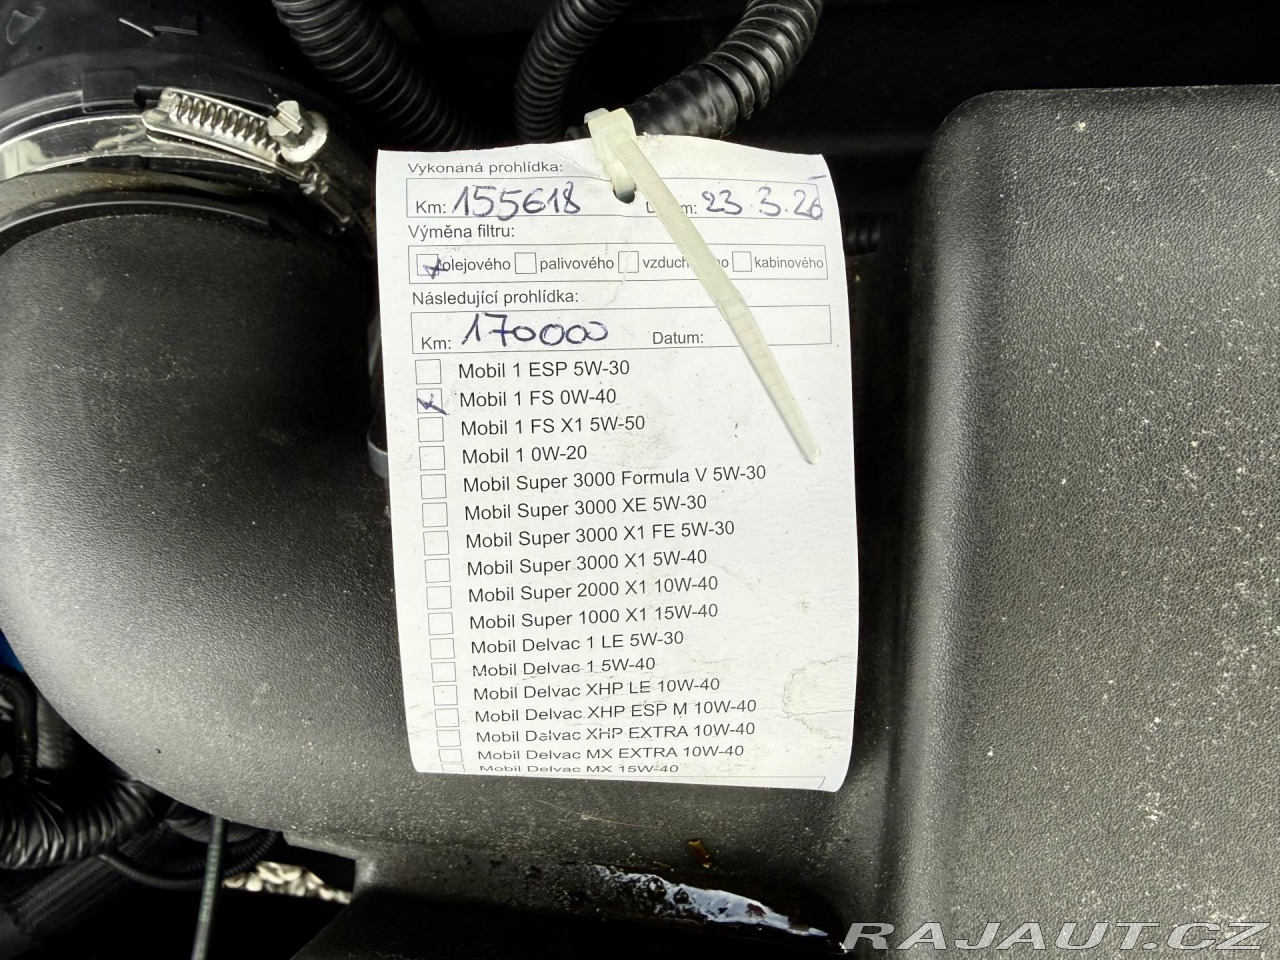 Vykonáná prohlídka:
Km: 155618 Datum: 23.3.26
Výměna filtru:
olejového palivového vzduchového kabinového
Následující prohlídka:
Km: 170000 Datum:
Mobil 1 ESP 5W-30
Mobil 1 FS 0W-40
Mobil 1 FS X1 5W-50
Mobil 1 0W-20
Mobil Super 3000 Formula V 5W-30
Mobil Super 3000 XE 5W-30
Mobil Super 3000 X1 FE 5W-30
Mobil Super 3000 X1 5W-40
Mobil Super 2000 X1 10W-40
Mobil Super 1000 X1 15W-40
Mobil Delvac 1 LE 5W-30
Mobil Delvac 1 5W-40
Mobil Delvac XHP LE 10W-40
Mobil Delvac XHP ESP M 10W-40
Mobil Delvac XHP EXTRA 10W-40
Mobil Delvac MX EXTRA 10W-40
Mobil Delvac MX 15W-40
RAJAUT.CZ